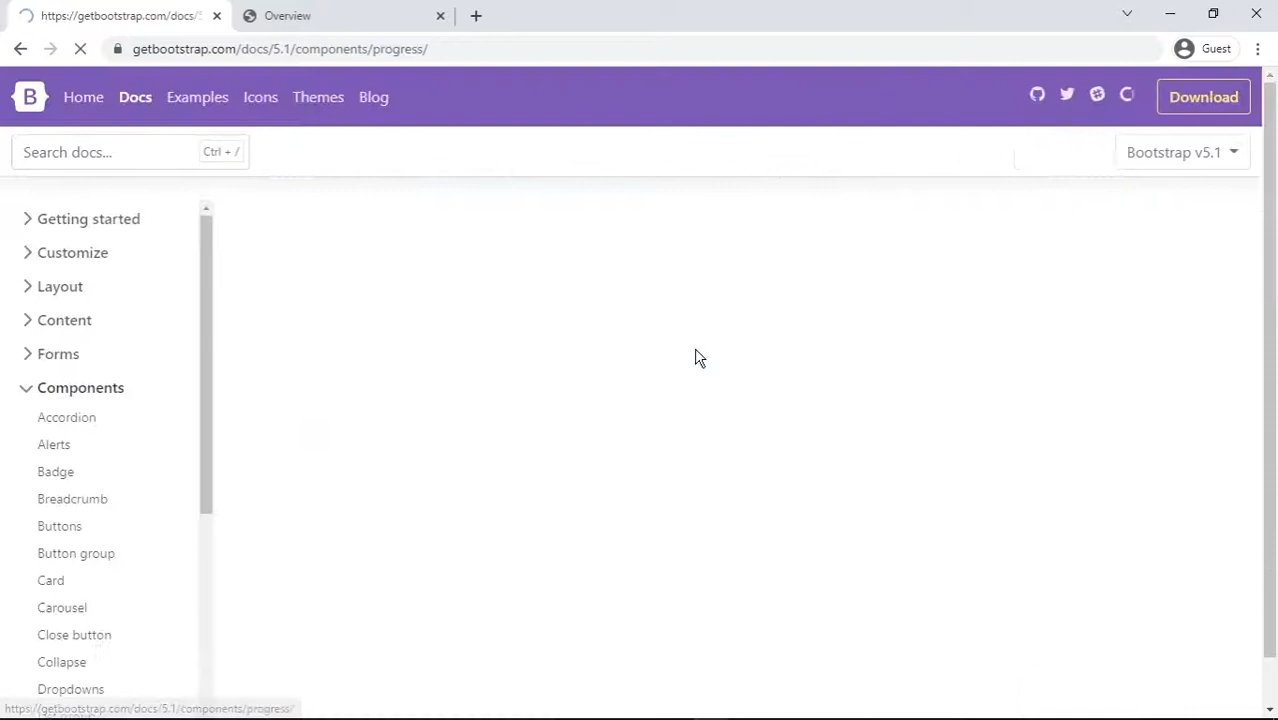 https://getbootstrap.com/docs/5
Overview
getbootstrap.com/docs/5.1/components/progress/
Guest
B
Home
Docs
Examples
Icons
Themes
Blog
Download
Search docs...
Ctrl + /
Bootstrap v5.1
Getting started
Customize
Layout
Content
Forms
Components
Accordion
Alerts
Badge
Breadcrumb
Buttons
Button group
Card
Carousel
Close button
Collapse
Dropdowns
https://getbootstrap.com/docs/5.1/components/progress/